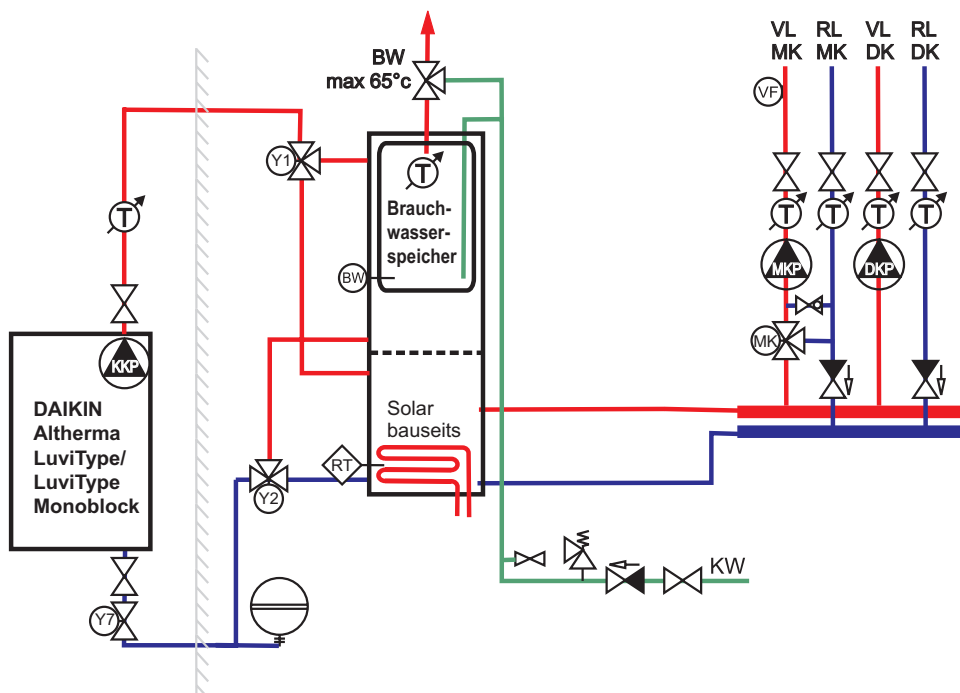 BW
max 65°c
VL
MK
RL
MK
VL
DK
RL
DK
VF
Y1
T
T
T
T
T
T
Brauch-
wasser-
speicher
BW
MKP
DKP
MK
KKP
DAIKIN
Altherma
LuviType/
LuviType
Monoblock
Solar
bauseits
RT
Y2
KW
Y7